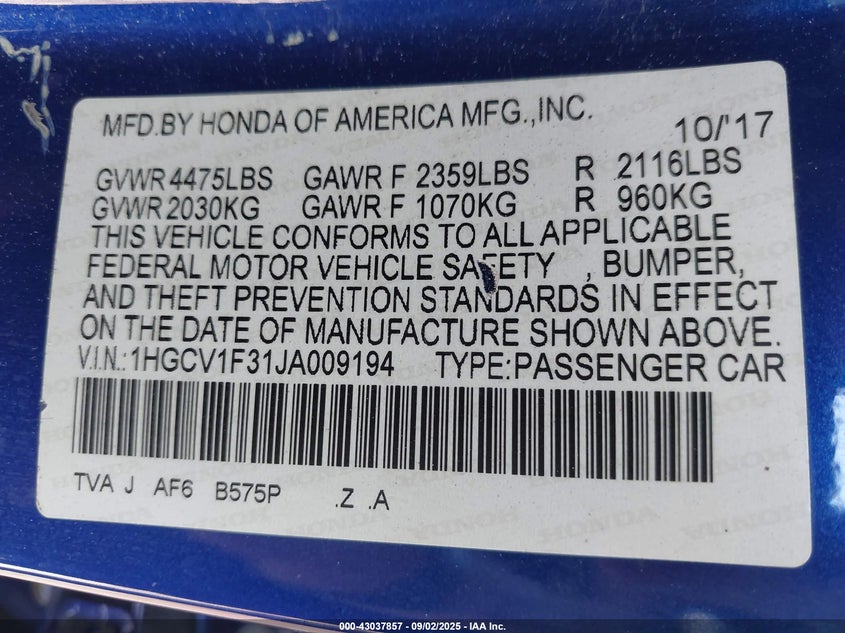 MFD.BY HONDA OF AMERICA MFG.,INC. 10/'17
GVWR 4475LBS GAWR F 2359LBS R 2116LBS
GVWR 2030KG GAWR F 1070KG R 960KG
THIS VEHICLE CONFORMS TO ALL APPLICABLE
FEDERAL MOTOR VEHICLE SAFETY , BUMPER,
AND THEFT PREVENTION STANDARDS IN EFFECT
ON THE DATE OF MANUFACTURE SHOWN ABOVE.
V.I.N.:1HGCV1F31JA009194 TYPE:PASSENGER CAR
TVA J AF6 B575P .Z .A
HONDA HONDA HONDA
000-43037857 - 09/02/2025 - IAA Inc.